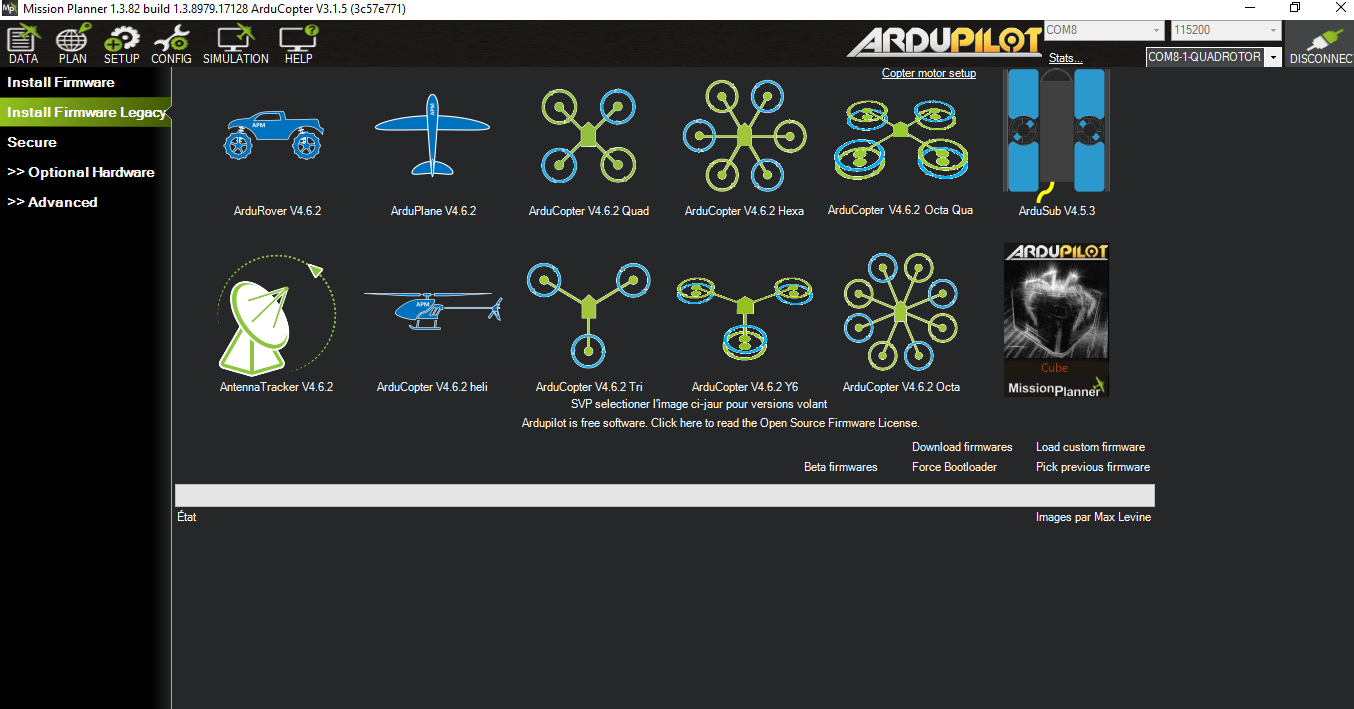 Mission Planner 1.3.82 build 1.3.8979.17128 ArduCopter V3.1.5 (3c57e771)
DATA PLAN SETUP CONFIG SIMULATION HELP
ARDUPILOT
COM8 115200
Stats...
COM8-1-QUADROTOR
DISCONNEC
Install Firmware
Install Firmware Legacy
Secure
>> Optional Hardware
>> Advanced
Copter motor setup
APM
APM
ArduRover V4.6.2 ArduPlane V4.6.2 ArduCopter V4.6.2 Quad ArduCopter V4.6.2 Hexa ArduCopter V4.6.2 Octa Qua ArduSub V4.5.3
APM
ARDUPILOT
Cube
MissionPlanner
AntennaTracker V4.6.2 ArduCopter V4.6.2 heli ArduCopter V4.6.2 Tri ArduCopter V4.6.2 Y6 ArduCopter V4.6.2 Octa
SVP selectioner l'image ci-jaur pour versions volant
Ardupilot is free software. Click here to read the Open Source Firmware License.
Download firmwares Load custom firmware
Beta firmwares Force Bootloader Pick previous firmware
État Images par Max Levine